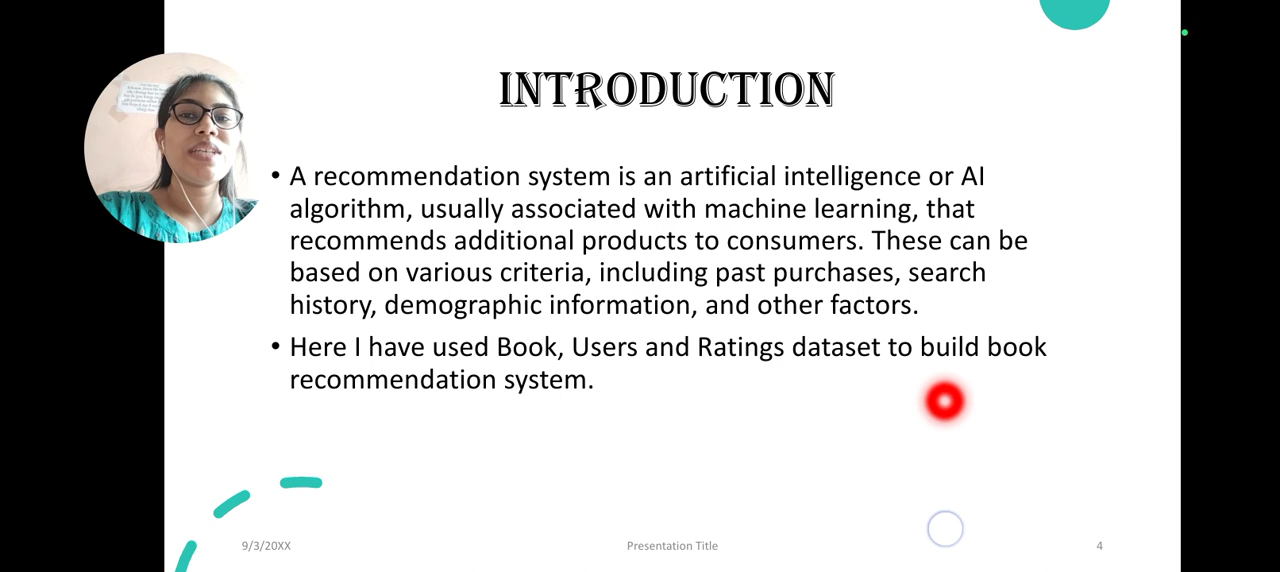 INTRODUCTION
• A recommendation system is an artificial intelligence or AI
algorithm, usually associated with machine learning, that
recommends additional products to consumers. These can be
based on various criteria, including past purchases, search
history, demographic information, and other factors.
• Here I have used Book, Users and Ratings dataset to build book
recommendation system.
9/3/20XX
Presentation Title
4